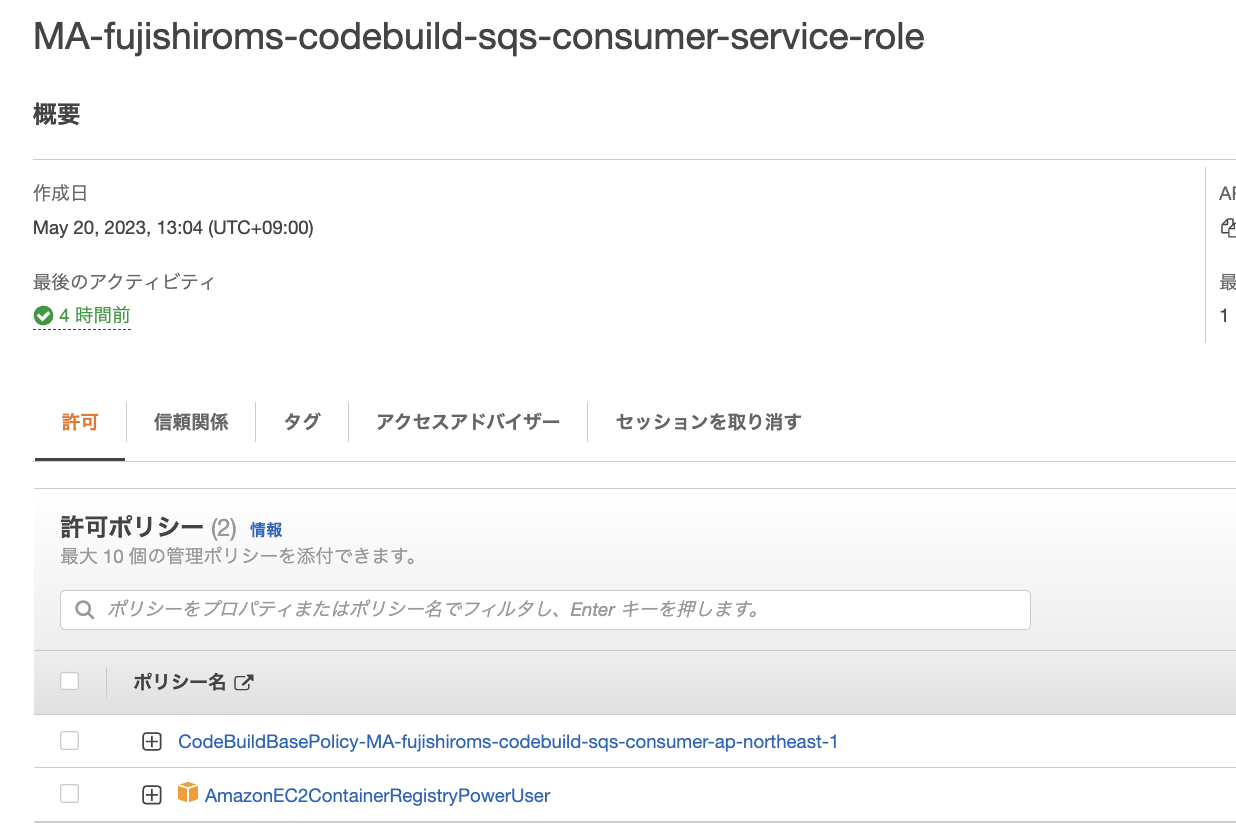 MA-fujishiroms-codebuild-sqs-consumer-service-role
概要
作成日
May 20, 2023, 13:04 (UTC+09:00)
最後のアクティビティ
4 時間前
最
1
許可
信頼関係
タグ
アクセスアドバイザー
セッションを取り消す
許可ポリシー (2) 情報
最大 10 個の管理ポリシーを添付できます。
ポリシーをプロパティまたはポリシー名でフィルタし、Enter キーを押します。
ポリシー名
CodeBuildBasePolicy-MA-fujishiroms-codebuild-sqs-consumer-ap-northeast-1
AmazonEC2ContainerRegistryPowerUser